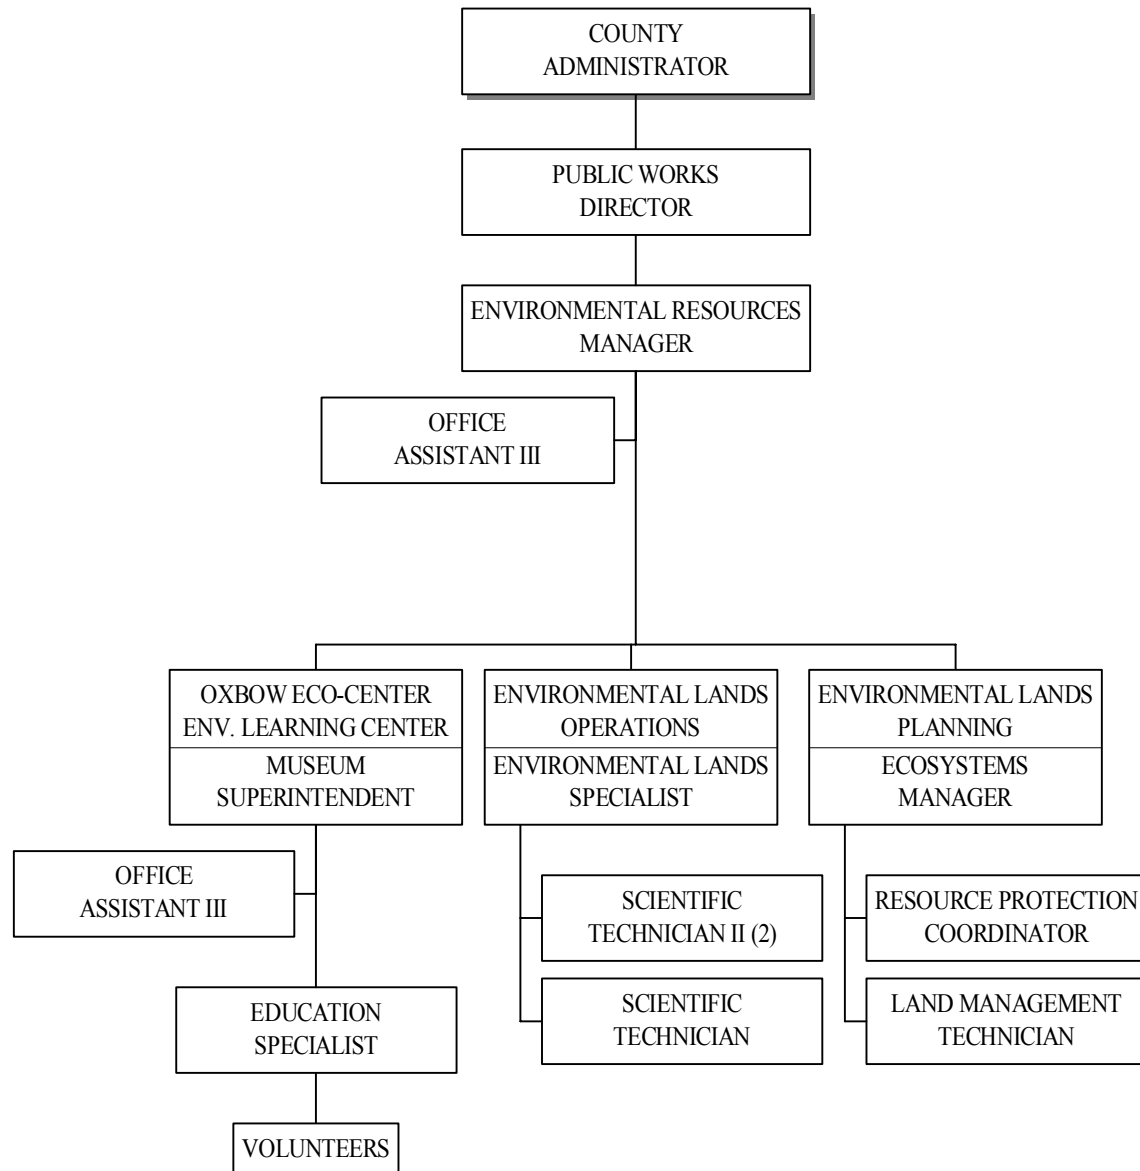 COUNTY
ADMINISTRATOR
PUBLIC WORKS
DIRECTOR
ENVIRONMENTAL RESOURCES
MANAGER
OFFICE
ASSISTANT III
OXBOW ECO-CENTER
ENV. LEARNING CENTER
MUSEUM
SUPERINTENDENT
ENVIRONMENTAL LANDS
OPERATIONS
ENVIRONMENTAL LANDS
SPECIALIST
ENVIRONMENTAL LANDS
PLANNING
ECOSYSTEMS
MANAGER
OFFICE
ASSISTANT III
EDUCATION
SPECIALIST
VOLUNTEERS
SCIENTIFIC
TECHNICIAN II (2)
SCIENTIFIC
TECHNICIAN
RESOURCE PROTECTION
COORDINATOR
LAND MANAGEMENT
TECHNICIAN